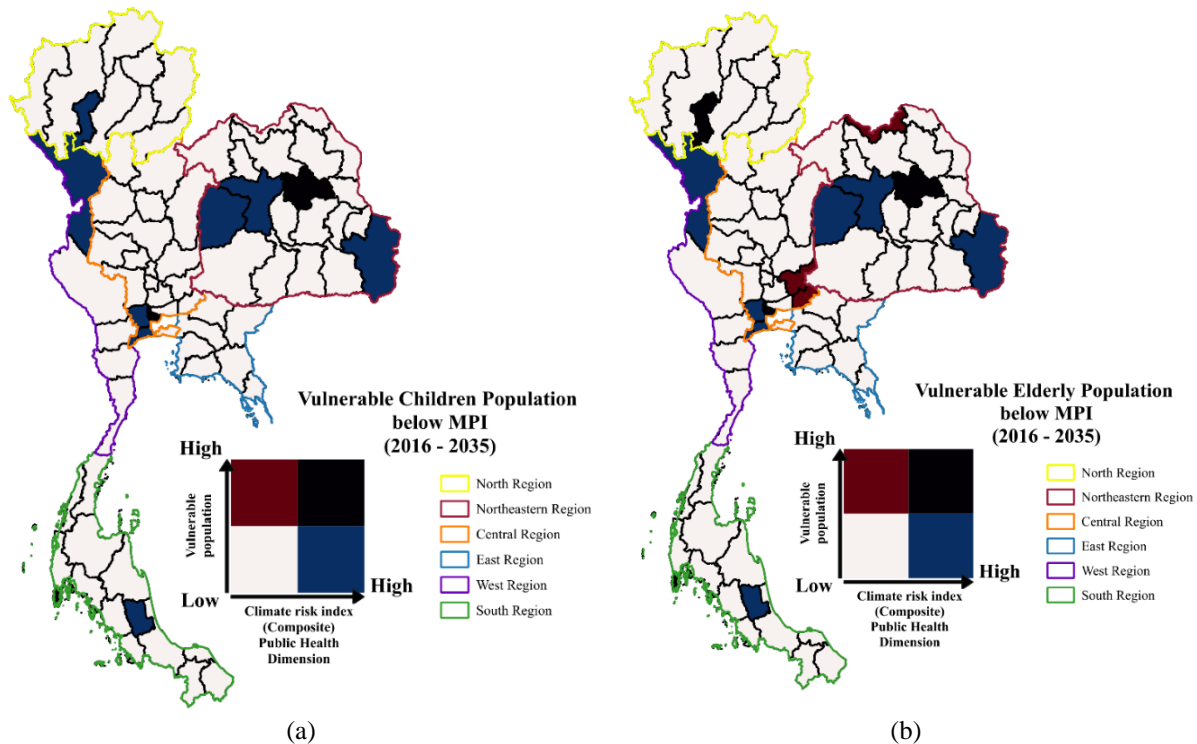 Vulnerable Children Population
below MPI
(2016 - 2035)
High
Vulnerable
population
Low
High
Climate risk index
(Composite)
Public Health
Dimension
North Region
Northeastern Region
Central Region
East Region
West Region
South Region
(a)
Vulnerable Elderly Population
below MPI
(2016 - 2035)
High
Vulnerable
population
Low
High
Climate risk index
(Composite)
Public Health
Dimension
North Region
Northeastern Region
Central Region
East Region
West Region
South Region
(b)